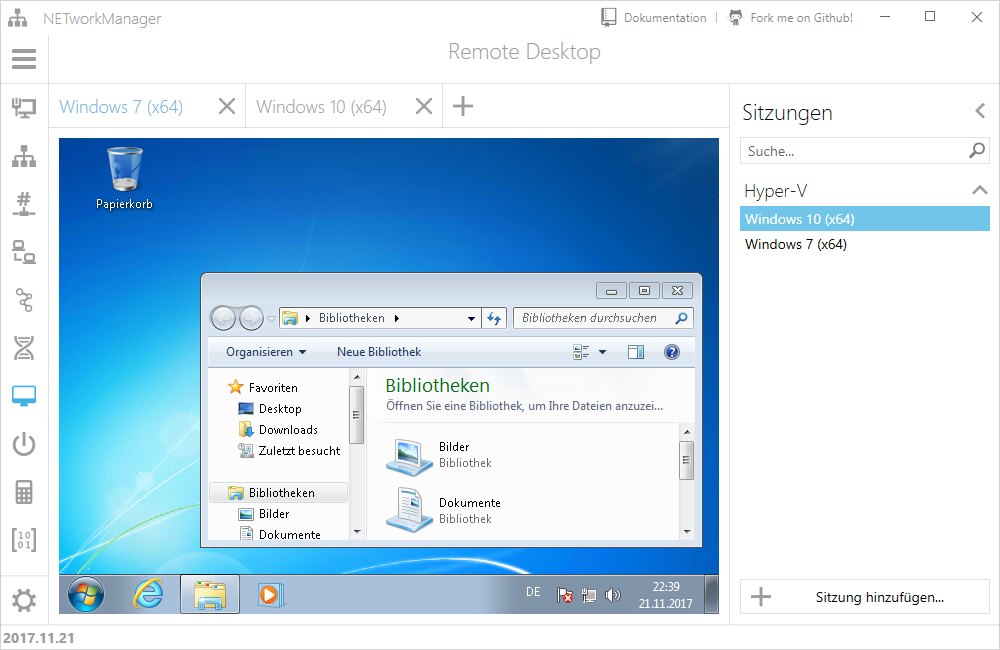 NETworkManager
Dokumentation | Fork me on Github!
Remote Desktop
Windows 7 (x64)
Windows 10 (x64)
Papierkorb
Bibliotheken
Bibliotheken durchsuchen
Organisieren
Neue Bibliothek
Favoriten
Desktop
Downloads
Zuletzt besucht
Bibliotheken
Bilder
Dokumente
Bibliotheken
Öffnen Sie eine Bibliothek, um Ihre Dateien anzuzei...
Bilder
Bibliothek
Dokumente
Bibliothek
DE
22:39
21.11.2017
Sitzungen
Suche...
Hyper-V
Windows 10 (x64)
Windows 7 (x64)
Sitzung hinzufügen...
2017.11.21